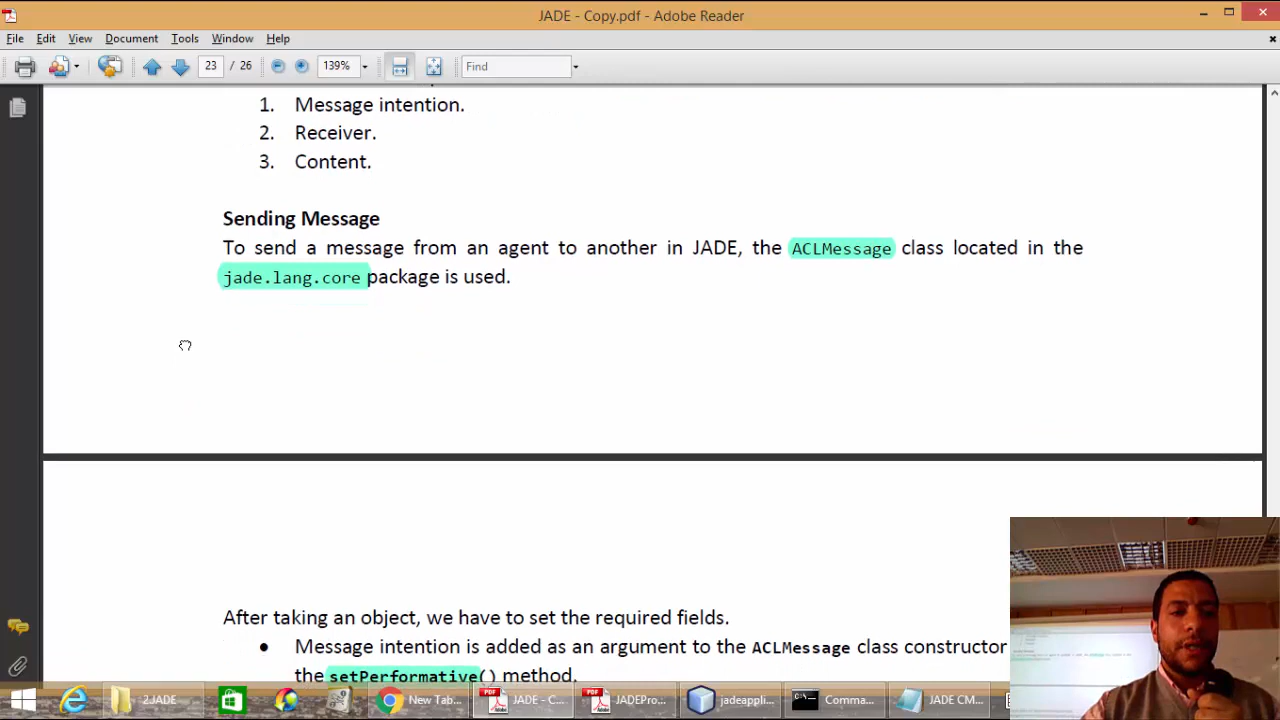 JADE - Copy.pdf - Adobe Reader
File Edit View Document Tools Window Help
23 / 26 139% Find
1. Message intention.
2. Receiver.
3. Content.
Sending Message
To send a message from an agent to another in JADE, the ACLMessage class located in the
jade.lang.core package is used.
After taking an object, we have to set the required fields.
• Message intention is added as an argument to the ACLMessage class constructor
the setPerformative() method.
2JADE New Tab... JADE - C... JADEPro... jadeappli... Comma... JADE CM...